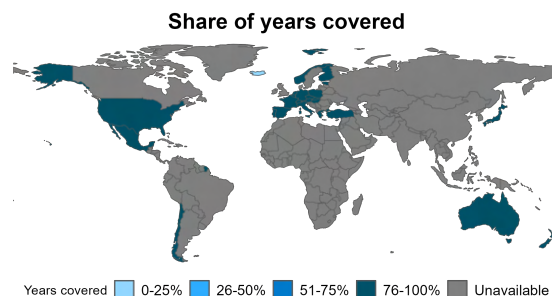 Share of years covered
Years covered 0-25% 26-50% 51-75% 76-100% Unavailable